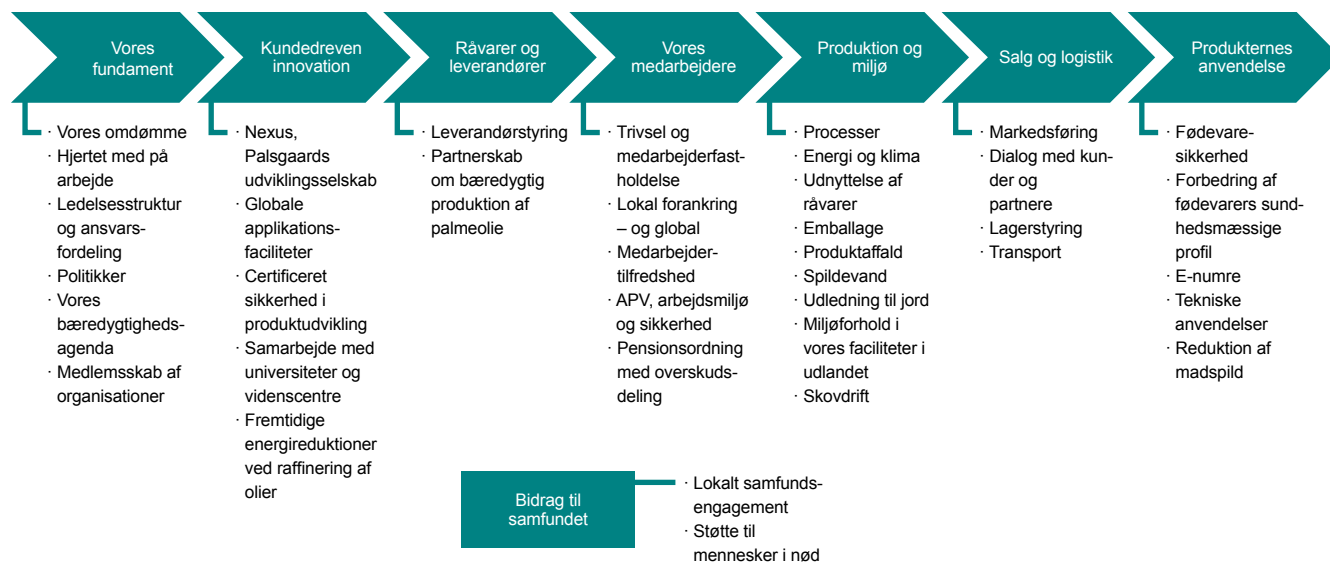 Vores
fundament
Kundedreven
innovation
Råvarer og
leverandører
Vores
medarbejdere
Produktion og
miljø
Salg og logistik
Produkternes
anvendelse
· Vores omdømme
· Hjertet med på
arbejde
· Ledelsesstruktur
og ansvars-
fordeling
· Politikker
· Vores
bæredygtigheds-
agenda
· Medlemsskab af
organisationer
· Nexus,
Palsgaards
udviklingsselskab
· Globale
applikations-
faciliteter
· Certificeret
sikkerhed i
produktudvikling
· Samarbejde med
universiteter og
videnscentre
· Fremtidige
energireduktioner
ved raffinering af
olier
· Leverandørstyring
· Partnerskab
om bæredygtig
produktion af
palmeolie
· Trivsel og
medarbejderfast-
holdelse
· Lokal forankring
– og global
· Medarbejder-
tilfredshed
· APV, arbejdsmiljø
og sikkerhed
· Pensionsordning
med overskuds-
deling
· Processer
· Energi og klima
· Udnyttelse af
råvarer
· Emballage
· Produktaffald
· Spildevand
· Udledning til jord
· Miljøforhold i
vores faciliteter i
udlandet
· Skovdrift
· Markedsføring
· Dialog med kun-
der og
partnere
· Lagerstyring
· Transport
· Fødevare-
sikkerhed
· Forbedring af
fødevarers sund-
hedsmæssige
profil
· E-numre
· Tekniske
anvendelser
· Reduktion af
madspild
Bidrag til
samfundet
· Lokalt samfunds-
engagement
· Støtte til
mennesker i nød